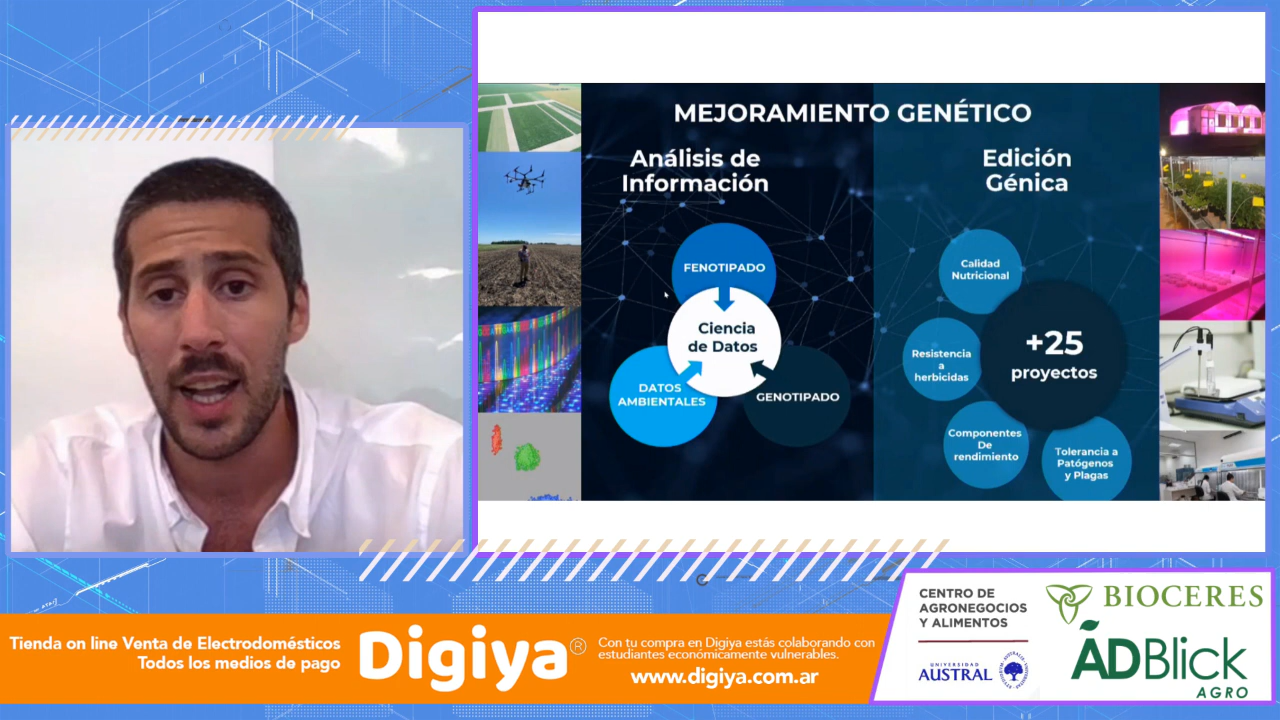 MEJORAMIENTO GENÉTICO
Análisis de
Información
FENOTIPADO
Ciencia
de Datos
DATOS
AMBIENTALES
GENOTIPADO
Edición
Génica
Calidad
Nutricional
Resistencia
a
herbicidas
+25
proyectos
Componentes
De
rendimiento
Tolerancia a
Patógenos
y Plagas
Tienda on line Venta de Electrodomésticos
Todos los medios de pago
Digiya®
Con tu compra en Digiya estás colaborando con
estudiantes económicamente vulnerables.
www.digiya.com.ar
CENTRO DE
AGRONEGOCIOS
Y ALIMENTOS
UNIVERSIDAD
AUSTRAL
BIOCERES
ADBlick
AGRO